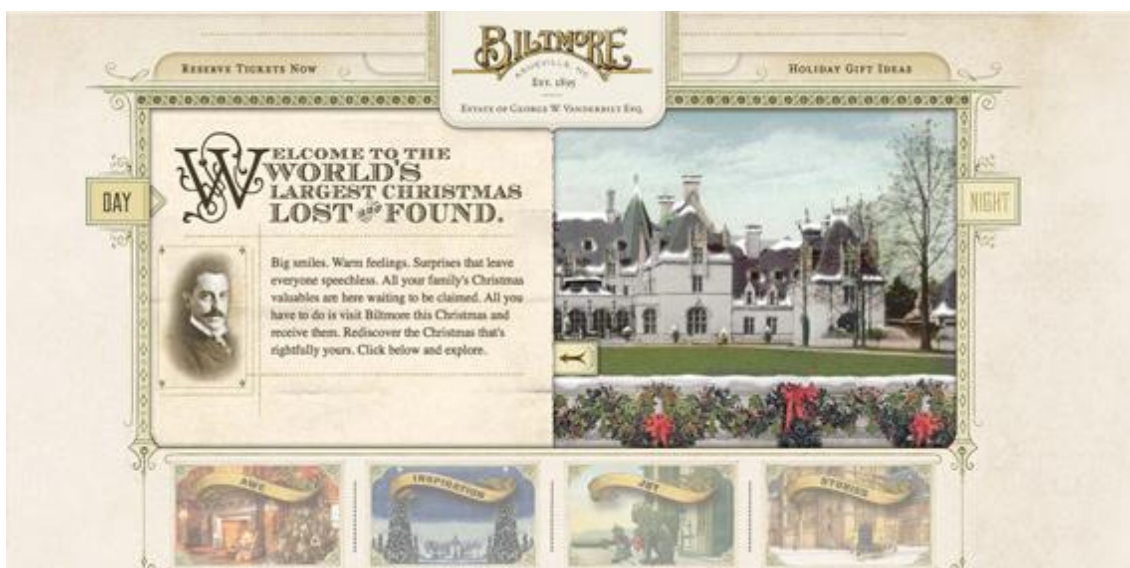 BILTMORE
ASHEVILLE, NC
EST. 1895
ESTATE OF GEORGE W. VANDERBILT ESQ.
RESERVE TICKETS NOW
HOLIDAY GIFT IDEAS
DAY
NIGHT
WELCOME TO THE
WORLD'S
LARGEST CHRISTMAS
LOST AND FOUND.
Big smiles. Warm feelings. Surprises that leave
everyone speechless. All your family's Christmas
valuables are here waiting to be claimed. All you
have to do is visit Biltmore this Christmas and
receive them. Rediscover the Christmas that's
rightfully yours. Click below and explore.
AWE
INSPIRATION
JOY
STORIES